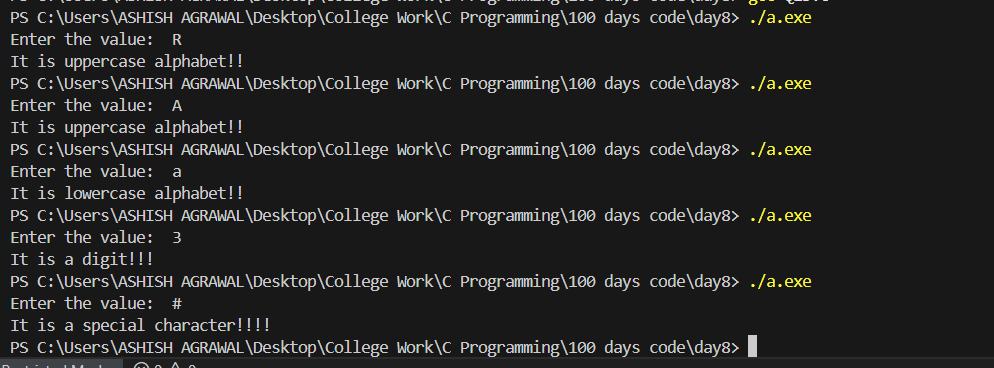 PS C:\Users\ASHISH AGRAWAL\Desktop\College Work\C Programming\100 days code\day8> ./a.exe
Enter the value:  R
It is uppercase alphabet!!
PS C:\Users\ASHISH AGRAWAL\Desktop\College Work\C Programming\100 days code\day8> ./a.exe
Enter the value:  A
It is uppercase alphabet!!
PS C:\Users\ASHISH AGRAWAL\Desktop\College Work\C Programming\100 days code\day8> ./a.exe
Enter the value:  a
It is lowercase alphabet!!
PS C:\Users\ASHISH AGRAWAL\Desktop\College Work\C Programming\100 days code\day8> ./a.exe
Enter the value:  3
It is a digit!!!
PS C:\Users\ASHISH AGRAWAL\Desktop\College Work\C Programming\100 days code\day8> ./a.exe
Enter the value:  #
It is a special character!!!!
PS C:\Users\ASHISH AGRAWAL\Desktop\College Work\C Programming\100 days code\day8>